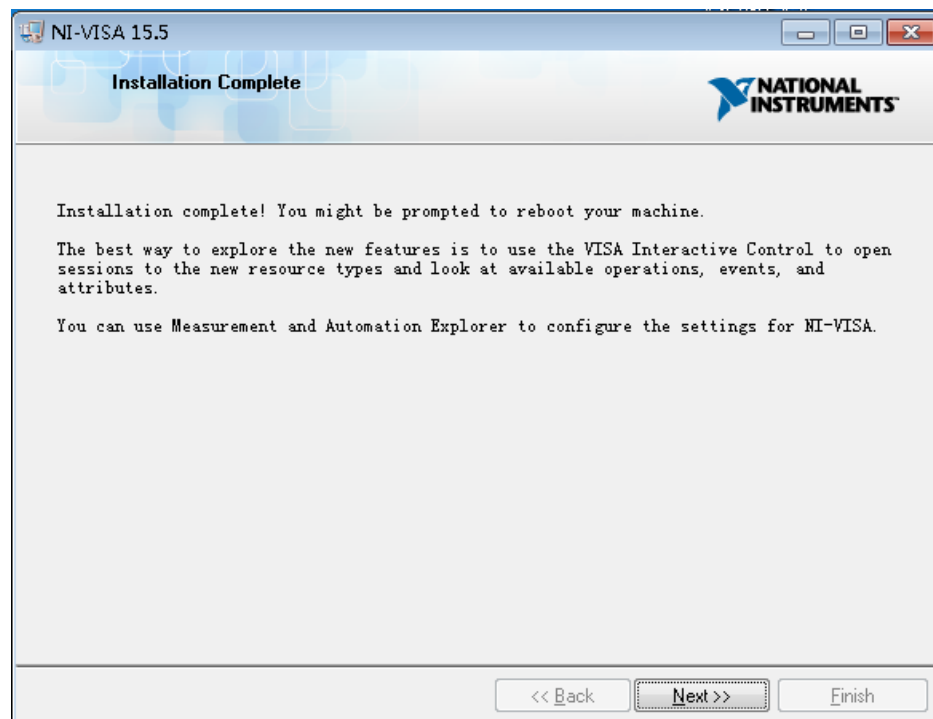 NI-VISA 15.5
Installation Complete
NATIONAL
INSTRUMENTS™
Installation complete! You might be prompted to reboot your machine.
The best way to explore the new features is to use the VISA Interactive Control to open
sessions to the new resource types and look at available operations, events, and
attributes.
You can use Measurement and Automation Explorer to configure the settings for NI-VISA.
<< Back
Next >>
Finish